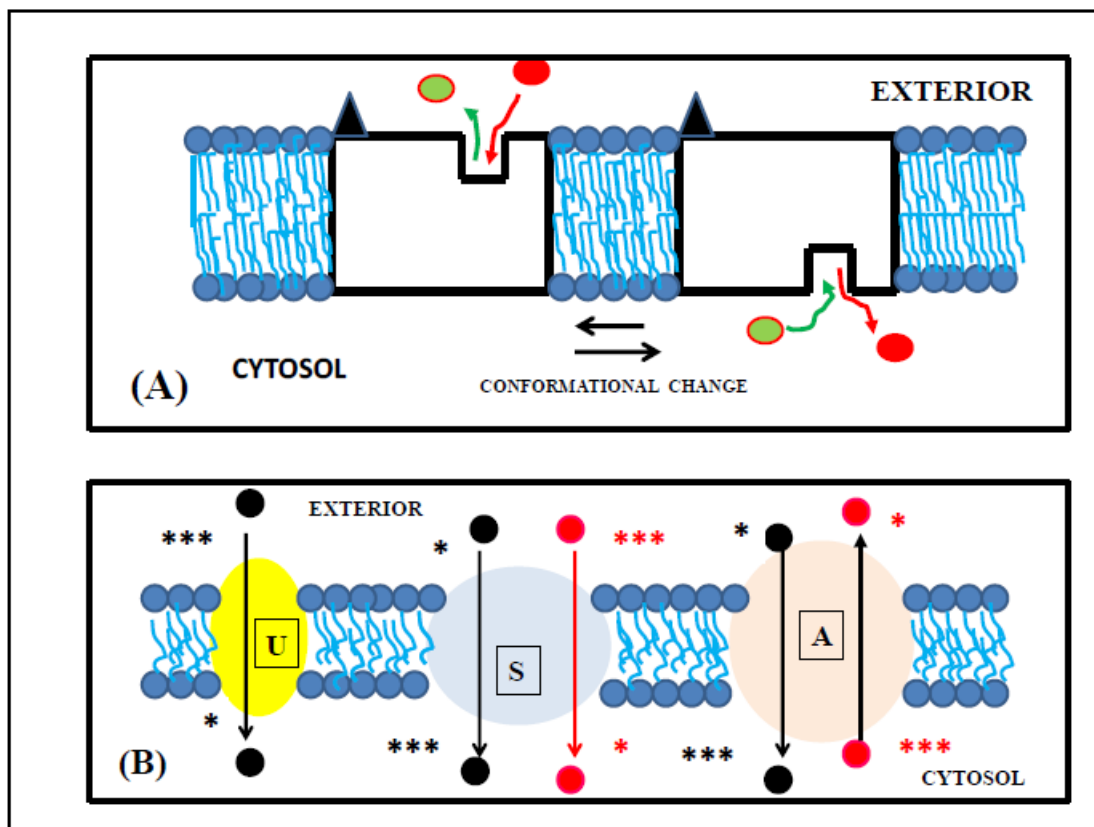 EXTERIOR
CYTOSOL
(A)
CONFORMATIONAL CHANGE
EXTERIOR
***
*
***
*
*
U
A
S
*
***
*
***
***
(B)
CYTOSOL